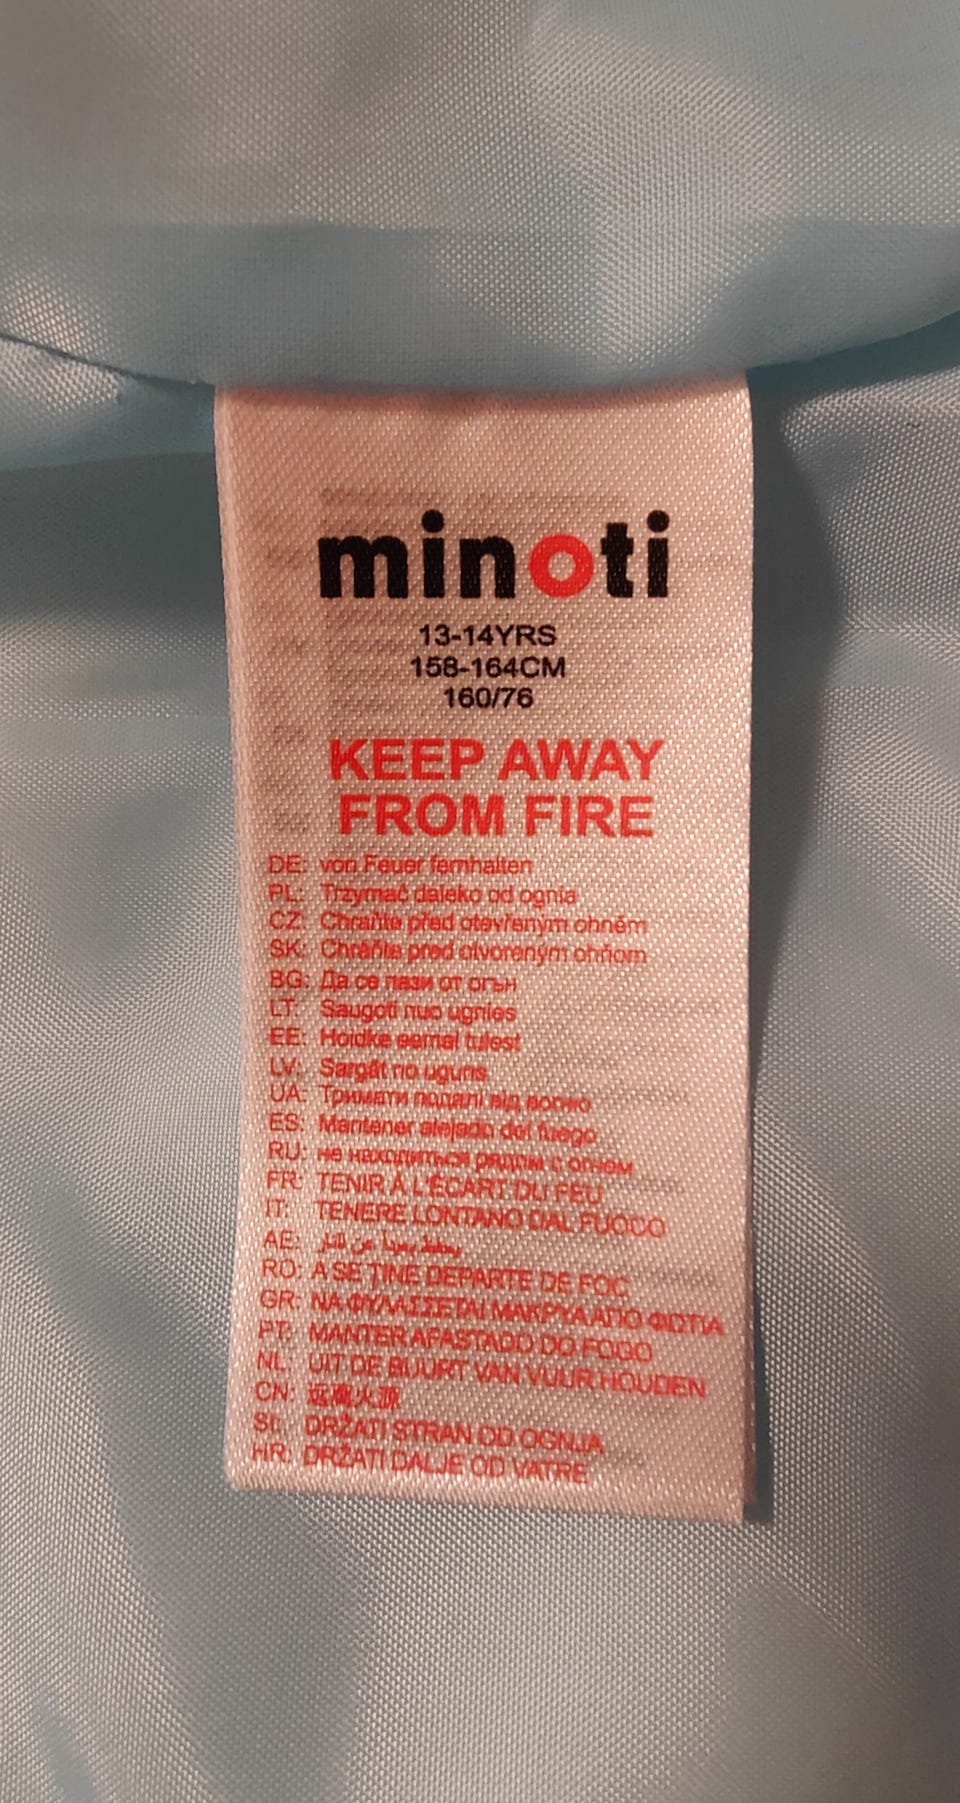 minoti
13-14YRS
158-164CM
160/76
KEEP AWAY
FROM FIRE
DE: von Feuer fernhalten
PL: Trzymać daleko od ognia
CZ: Chraňte před otevřeným ohněm
SK: Chráňte pred otvoreným ohňom
BG: Да се пази от огън
LT: Saugoti nuo ugnies
EE: Hoidke eemal tulest
LV: Sargāt no uguns
UA: Тримати подалі від вогню
ES: Mantener alejado del fuego
RU: не находиться рядом с огнем
FR: TENIR À L'ÉCART DU FEU
IT: TENERE LONTANO DAL FUOCO
AE: يحفظ بعيداً عن النار
RO: A SE ȚINE DEPARTE DE FOC
GR: ΝΑ ΦΥΛΑΣΣΕΤΑΙ ΜΑΚΡΥΑ ΑΠΟ ΦΩΤΙΑ
PT: MANTER AFASTADO DO FOGO
NL: UIT DE BUURT VAN VUUR HOUDEN
CN: 远离火源
SI: DRŽATI STRAN OD OGNJA
HR: DRŽATI DALJE OD VATRE